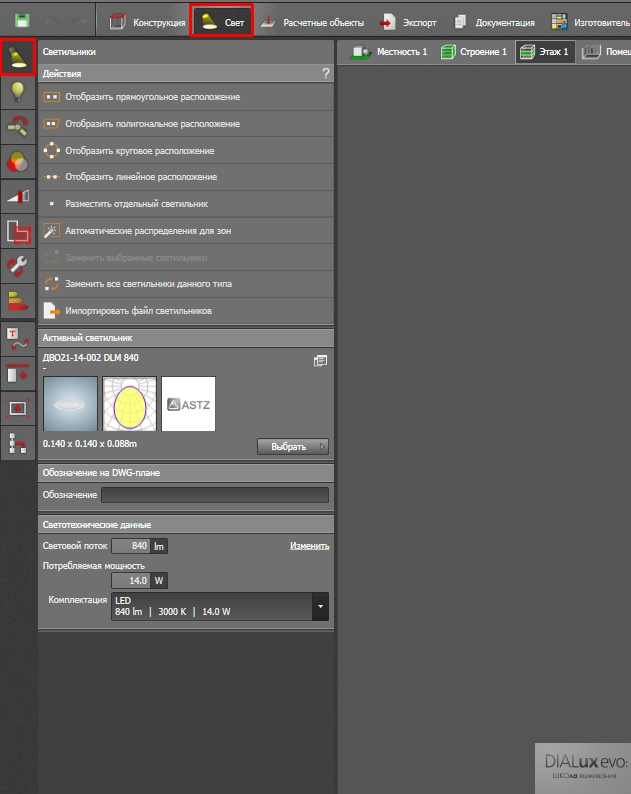 Конструкция
Свет
Расчетные объекты
Экспорт
Документация
Изготовитель
Светильники
Местность 1
Строение 1
Этаж 1
Помещ
Действия
?
Отобразить прямоугольное расположение
Отобразить полигональное расположение
Отобразить круговое расположение
Отобразить линейное расположение
Разместить отдельный светильник
Автоматические распределения для зон
Заменить выбранные светильники
Заменить все светильники данного типа
Импортировать файл светильников
Активный светильник
ДВО21-14-002 DLM 840
-
ASTZ
0.140 x 0.140 x 0.088m
Выбрать
Обозначение на DWG-плане
Обозначение
Светотехнические данные
Световой поток 840 lm Изменить
Потребляемая мощность
14.0 W
Комплектация LED
840 lm | 3000 K | 14.0 W
T
DIALux evo:
ШКОла выживания